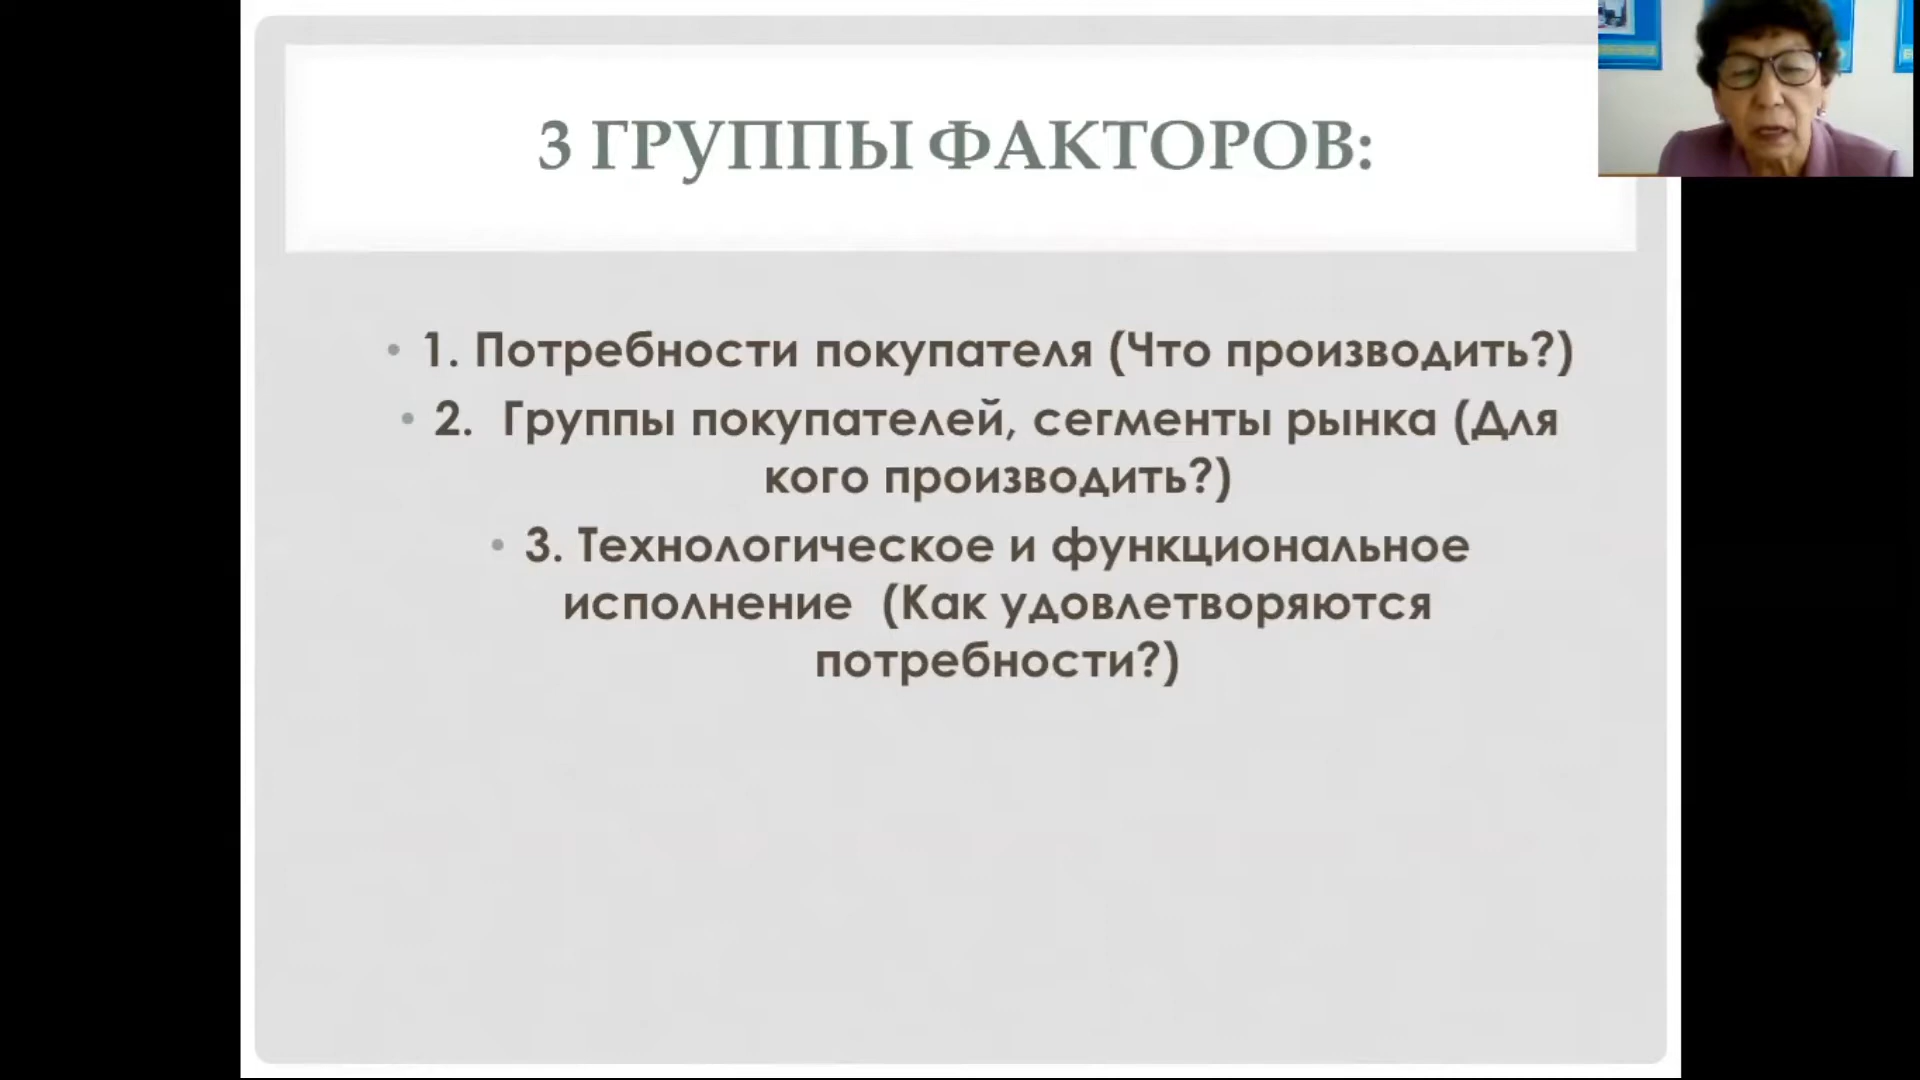 3 ГРУППЫ ФАКТОРОВ:
• 1. Потребности покупателя (Что производить?)
• 2.  Группы покупателей, сегменты рынка (Для
кого производить?)
• 3. Технологическое и функциональное
исполнение  (Как удовлетворяются
потребности?)